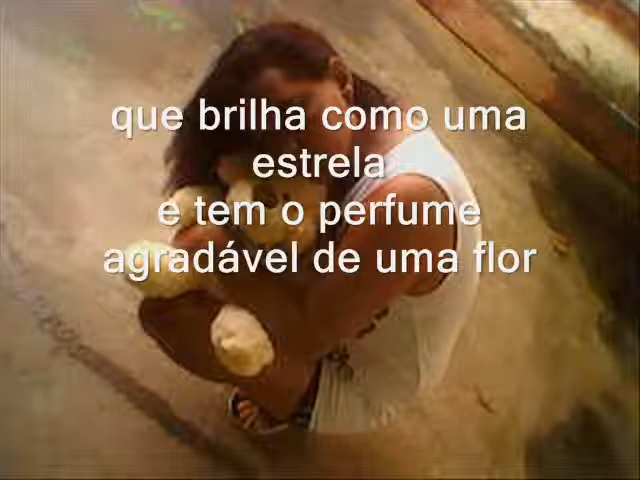 que brilha como uma
estrela
e tem o perfume
agradável de uma flor